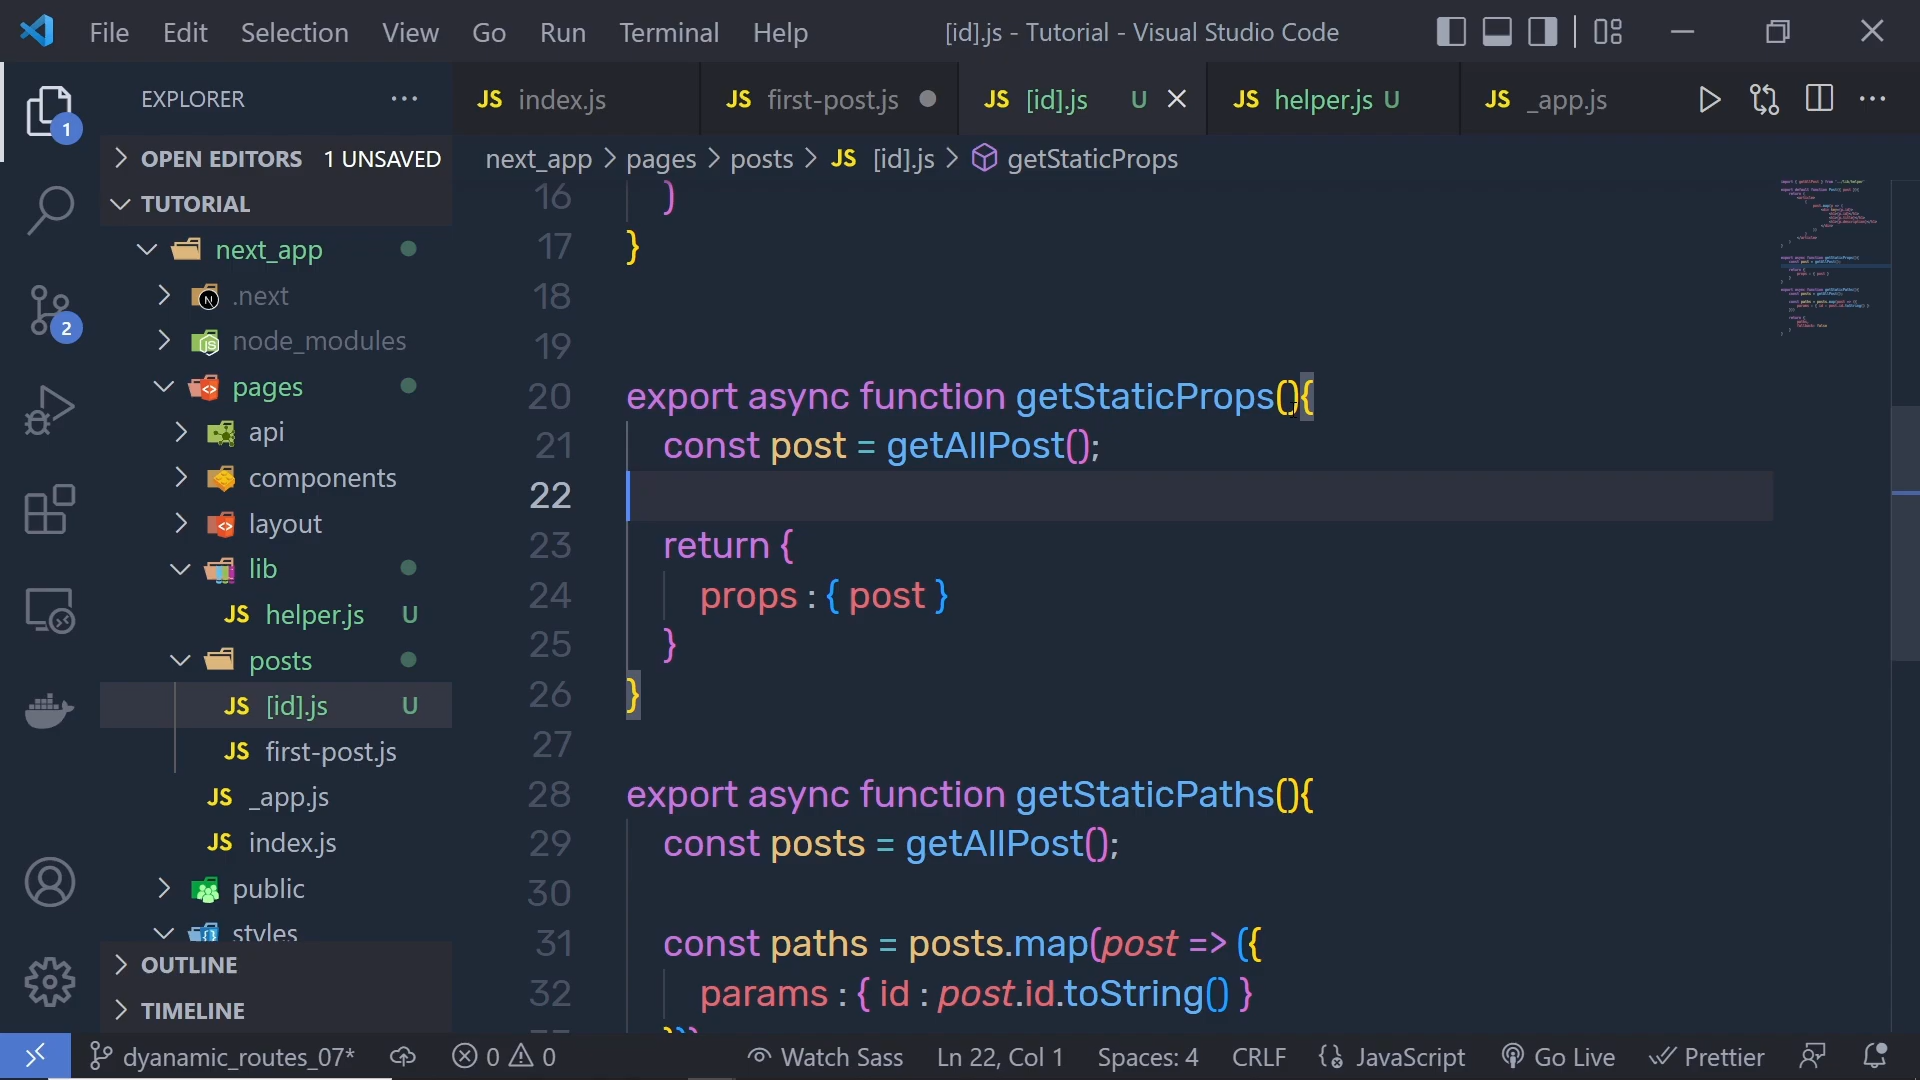 File Edit Selection View Go Run Terminal Help [id].js - Tutorial - Visual Studio Code
EXPLORER
JS index.js JS first-post.js JS [id].js U JS helper.js U JS _app.js
OPEN EDITORS 1 UNSAVED
next_app pages posts JS [id].js getStaticProps
TUTORIAL
next_app
.next
node_modules
pages
api
components
layout
lib
JS helper.js U
posts
JS [id].js U
JS first-post.js
JS _app.js
JS index.js
public
styles
OUTLINE
TIMELINE
1
2
16 )
17 }
18
19
20 export async function getStaticProps(){
21 const post = getAllPost();
22
23 return {
24 props : { post }
25 }
26 }
27
28 export async function getStaticPaths(){
29 const posts = getAllPost();
30
31 const paths = posts.map(post => ({
32 params : { id : post.id.toString() }
dyanamic_routes_07* 0 0 Watch Sass Ln 22, Col 1 Spaces: 4 CRLF JavaScript Go Live Prettier